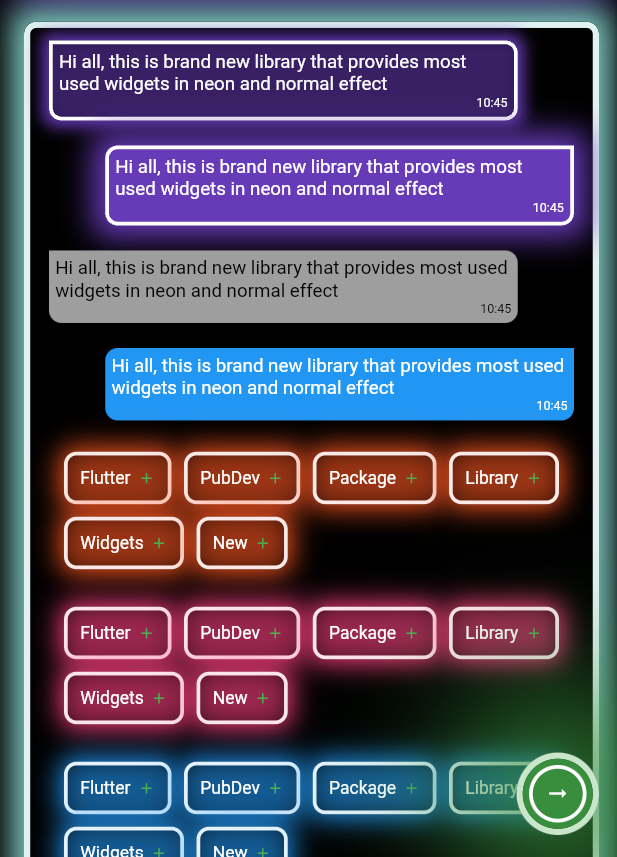 Hi all, this is brand new library that provides most
used widgets in neon and normal effect
10:45
Hi all, this is brand new library that provides most
used widgets in neon and normal effect
10:45
Hi all, this is brand new library that provides most used
widgets in neon and normal effect
10:45
Hi all, this is brand new library that provides most used
widgets in neon and normal effect
10:45
Flutter + PubDev + Package + Library +
Widgets + New +
Flutter + PubDev + Package + Library +
Widgets + New +
Flutter + PubDev + Package + Library
Widgets + New +